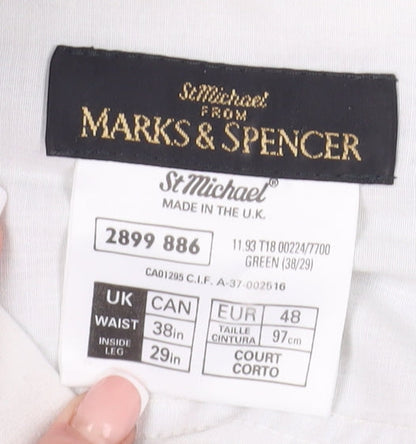 St Michael
FROM
MARKS & SPENCER
St Michael®
MADE IN THE U.K.
2899 886
11 93 T18 00224/7700
GREEN (38/29)
CA01295 C.I.F. A-37-002516
UK CAN
WAIST 38in
INSIDE LEG 29in
EUR 48
TAILLE CINTURA 97cm
COURT
CORTO